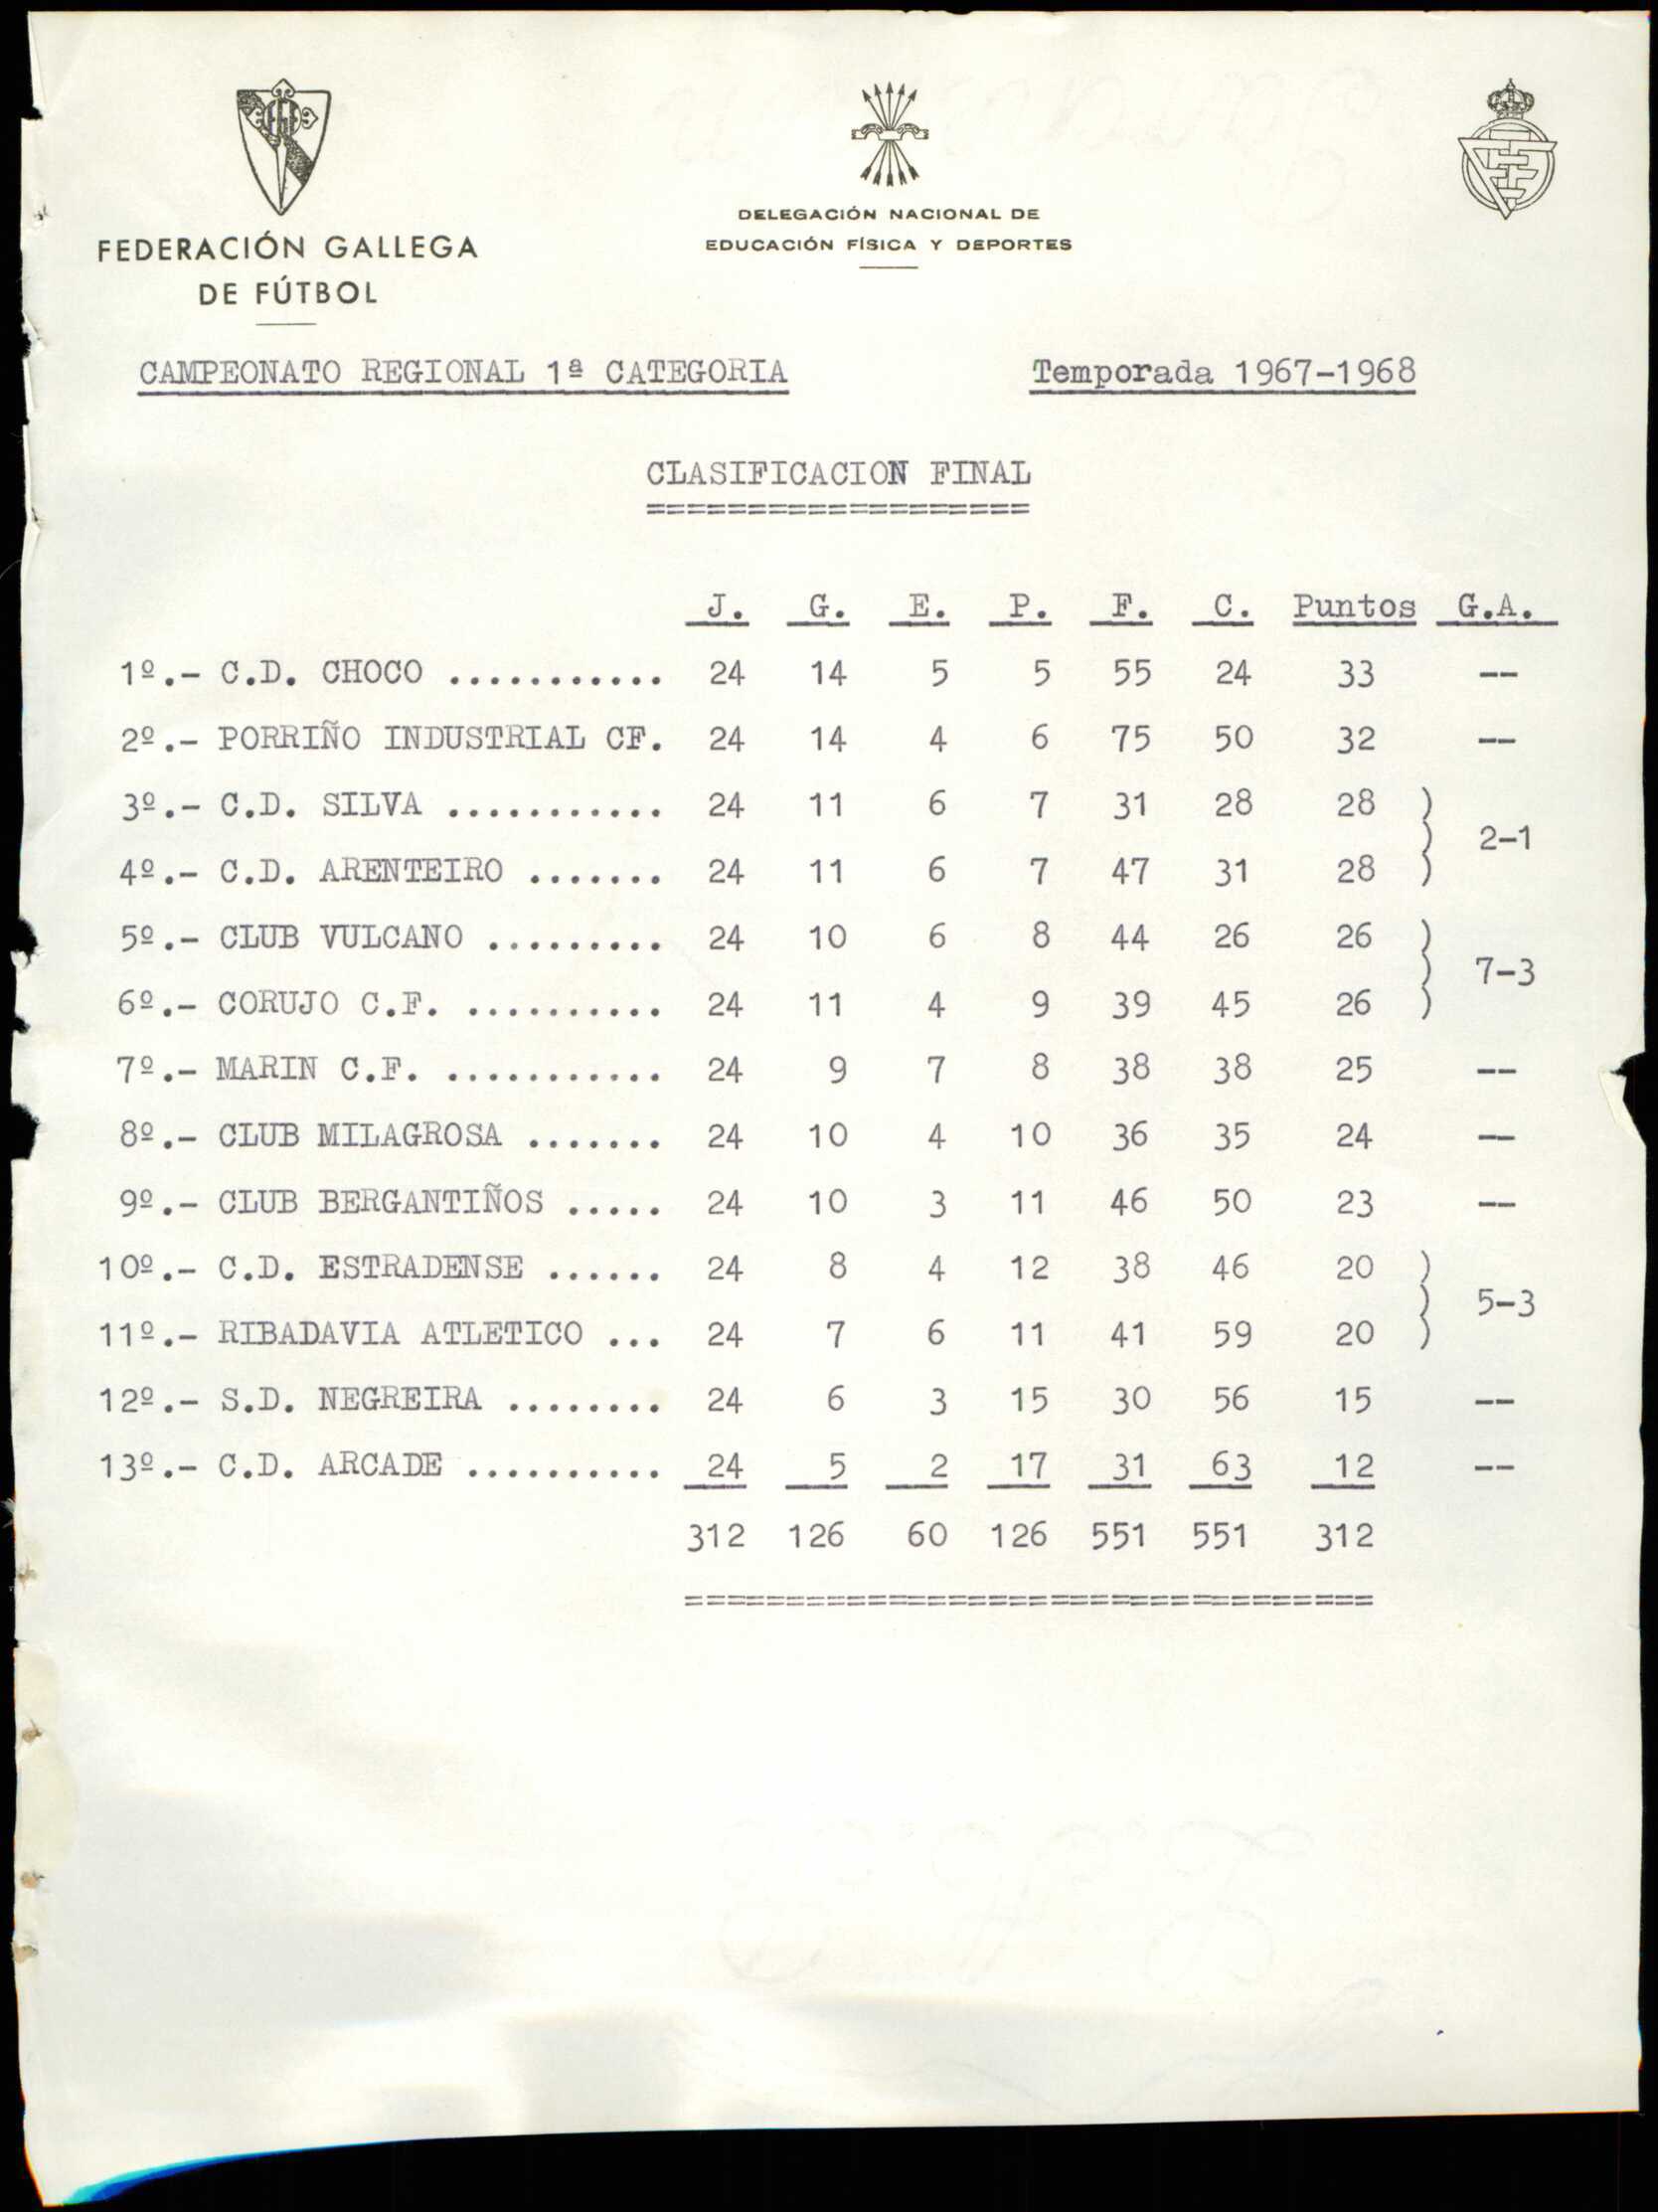 FEDERACIÓN GALLEGA
DE FÚTBOL
DELEGACIÓN NACIONAL DE
EDUCACIÓN FÍSICA Y DEPORTES
CAMPEONATO REGIONAL 1ª CATEGORIA Temporada 1967-1968
CLASIFICACION FINAL
===================
J. G. E. P. F. C. Puntos G.A.
1º.- C.D. CHOCO ........... 24 14 5 5 55 24 33 --
2º.- PORRIÑO INDUSTRIAL CF. 24 14 4 6 75 50 32 --
3º.- C.D. SILVA ........... 24 11 6 7 31 28 28 )
) 2-1
4º.- C.D. ARENTEIRO ....... 24 11 6 7 47 31 28 )
5º.- CLUB VULCANO ......... 24 10 6 8 44 26 26 )
) 7-3
6º.- CORUJO C.F. .......... 24 11 4 9 39 45 26 )
7º.- MARIN C.F. ........... 24 9 7 8 38 38 25 --
8º.- CLUB MILAGROSA ....... 24 10 4 10 36 35 24 --
9º.- CLUB BERGANTIÑOS ..... 24 10 3 11 46 50 23 --
10º.- C.D. ESTRADENSE ...... 24 8 4 12 38 46 20 )
) 5-3
11º.- RIBADAVIA ATLETICO ... 24 7 6 11 41 59 20 )
12º.- S.D. NEGREIRA ........ 24 6 3 15 30 56 15 --
13º.- C.D. ARCADE .......... 24 5 2 17 31 63 12 --
312 126 60 126 551 551 312
==================================